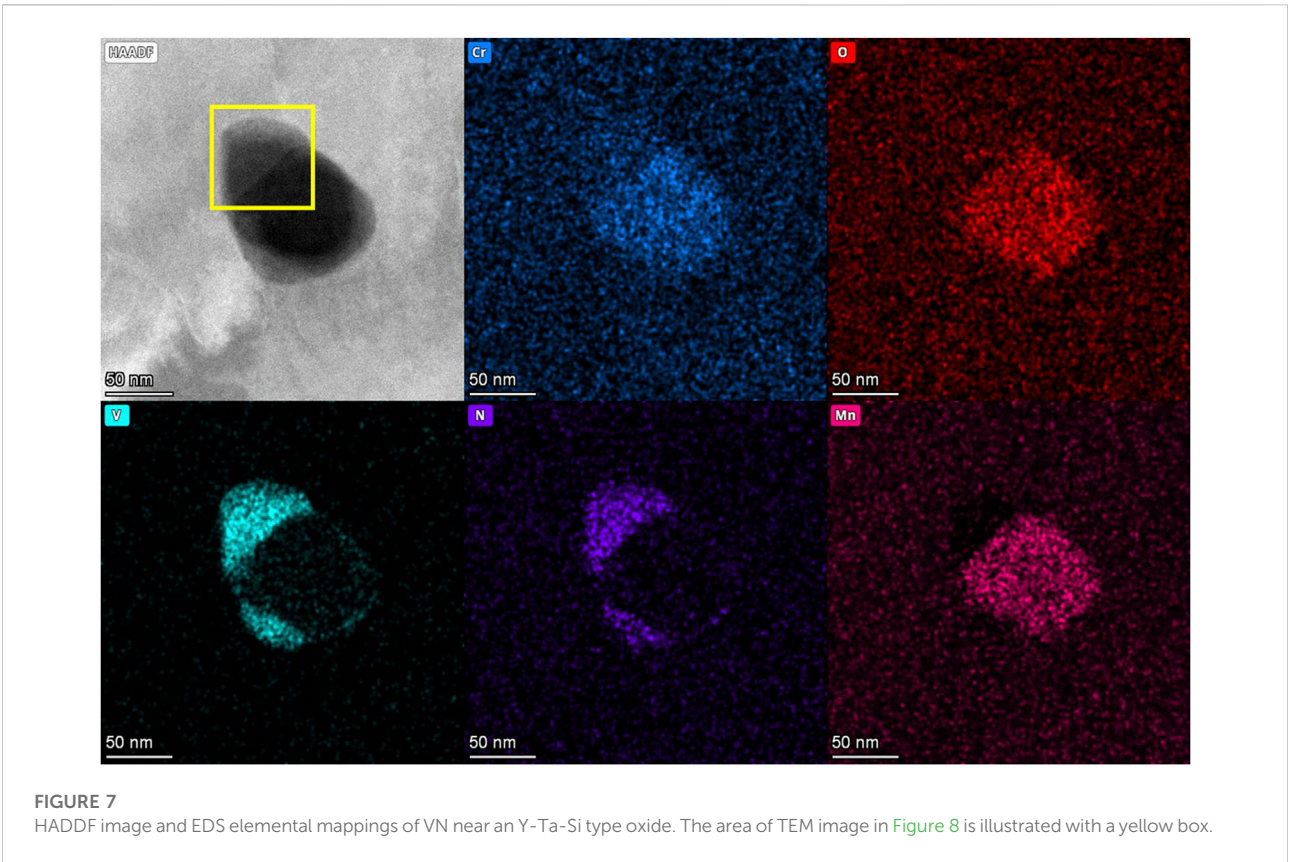 HAADF
Cr
O
50 nm
50 nm
50 nm
V
N
Mn
50 nm
50 nm
50 nm
FIGURE 7
HADDF image and EDS elemental mappings of VN near an Y-Ta-Si type oxide. The area of TEM image in Figure 8 is illustrated with a yellow box.